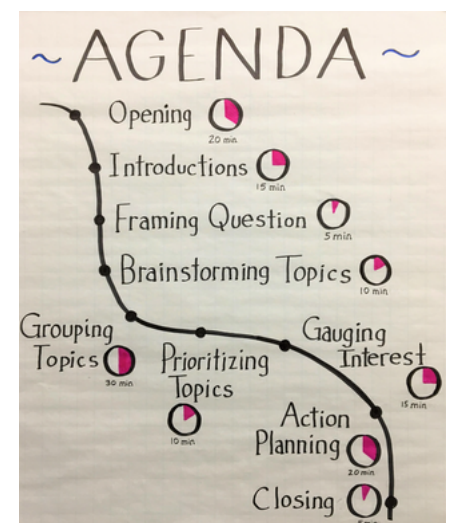 ~ AGENDA ~
Opening
20 min
Introductions
15 min
Framing Question
5 min
Brainstorming Topics
10 min
Grouping
Topics
30 min
Prioritizing
Topics
10 min
Gauging
Interest
15 min
Action
Planning
20 min
Closing